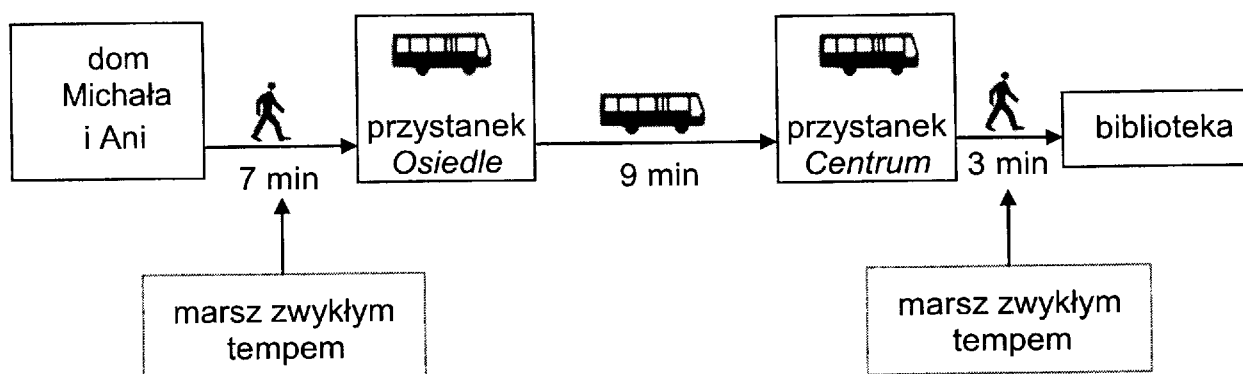 dom
Michała
i Ani
7 min
przystanek
Osiedle
9 min
przystanek
Centrum
3 min
biblioteka
marsz zwykłym
tempem
marsz zwykłym
tempem